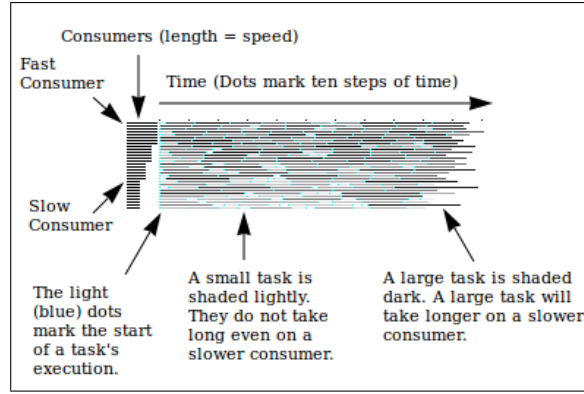 Consumers (length = speed)
Fast
Consumer
Time (Dots mark ten steps of time)
Slow
Consumer
The light
(blue) dots
mark the start
of a task's
execution.
A small task is
shaded lightly.
They do not take
long even on a
slower consumer.
A large task is shaded
dark. A large task will
take longer on a slower
consumer.